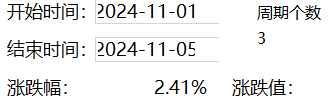 开始时间： 2024-11-01 周期个数
3
结束时间： 2024-11-05
涨跌幅： 2.41% 涨跌值：